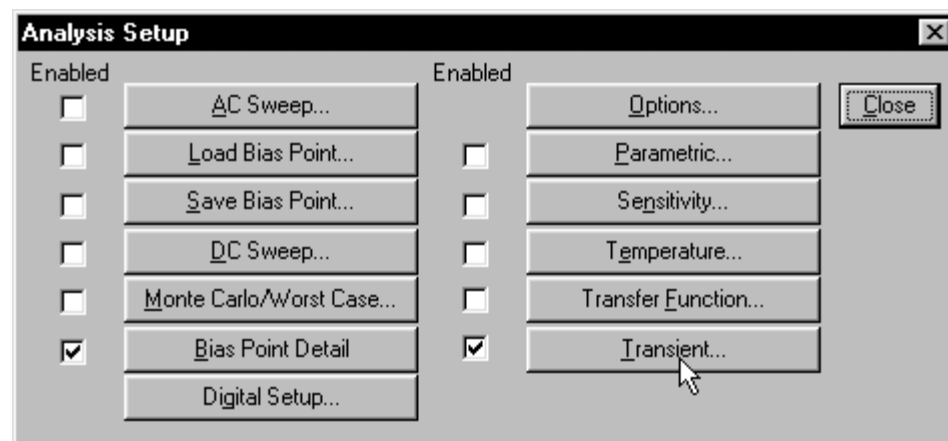 Analysis Setup
Enabled Enabled
AC Sweep... Options... Close
Load Bias Point... Parametric...
Save Bias Point... Sensitivity...
DC Sweep... Temperature...
Monte Carlo/Worst Case... Transfer Function...
Bias Point Detail Transient...
Digital Setup...